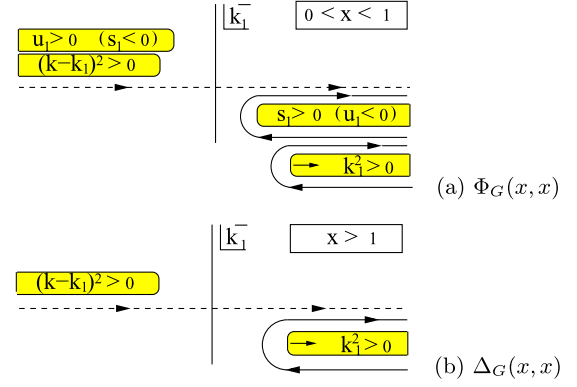 k₁⁻
0 < x < 1
u₁ > 0 (s₁ < 0)
(k−k₁)² > 0
s₁ > 0 (u₁ < 0)
k₁² > 0
(a) Φ_G(x, x)
k₁⁻
x > 1
(k−k₁)² > 0
k₁² > 0
(b) Δ_G(x, x)